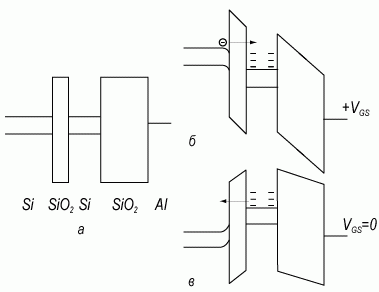 +V_GS
б
Si SiO₂ Si SiO₂ Al
а
V_GS=0
в